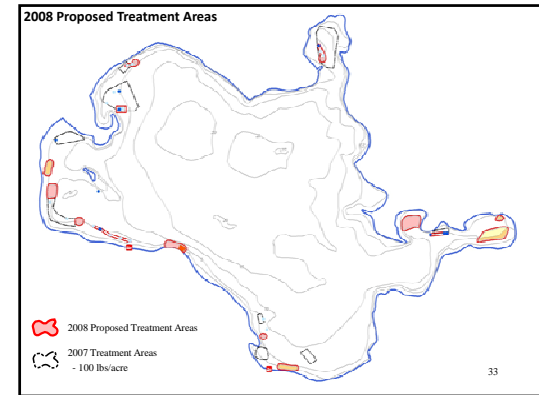 2008 Proposed Treatment Areas
2008 Proposed Treatment Areas
2007 Treatment Areas
- 100 lbs/acre
33